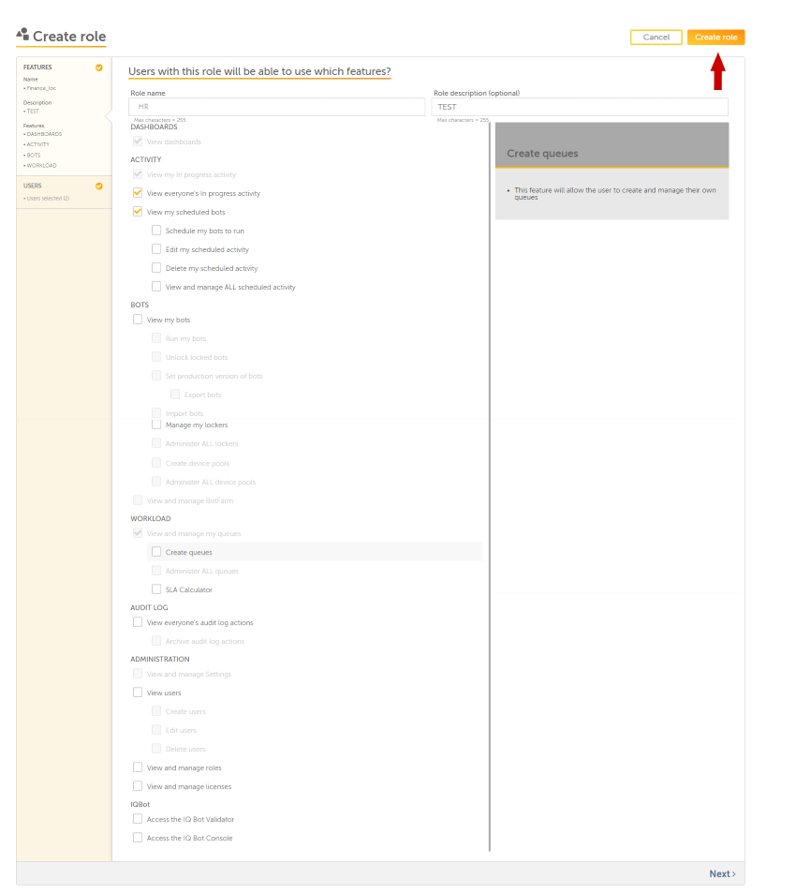 Create role
Cancel
Create role
FEATURES
Name
• Finance_loc
Description
• TEST
Features
• DASHBOARDS
• ACTIVITY
• BOTS
• WORKLOAD
USERS
• Users selected (2)
Users with this role will be able to use which features?
Role name
Role description (optional)
HR
TEST
Max characters = 255
Max characters = 255
DASHBOARDS
View dashboards
ACTIVITY
View my In progress activity
View everyone's In progress activity
View my scheduled bots
Schedule my bots to run
Edit my scheduled activity
Delete my scheduled activity
View and manage ALL scheduled activity
BOTS
View my bots
Run my bots
Unlock locked bots
Set production version of bots
Export bots
Import bots
Manage my lockers
Administer ALL lockers
Create device pools
Administer ALL device pools
View and manage BotFarm
WORKLOAD
View and manage my queues
Create queues
Administer ALL queues
SLA Calculator
AUDIT LOG
View everyone's audit log actions
Archive audit log actions
ADMINISTRATION
View and manage Settings
View users
Create users
Edit users
Delete users
View and manage roles
View and manage licenses
IQBot
Access the IQ Bot Validator
Access the IQ Bot Console
Create queues
• This feature will allow the user to create and manage their own
queues
Next >